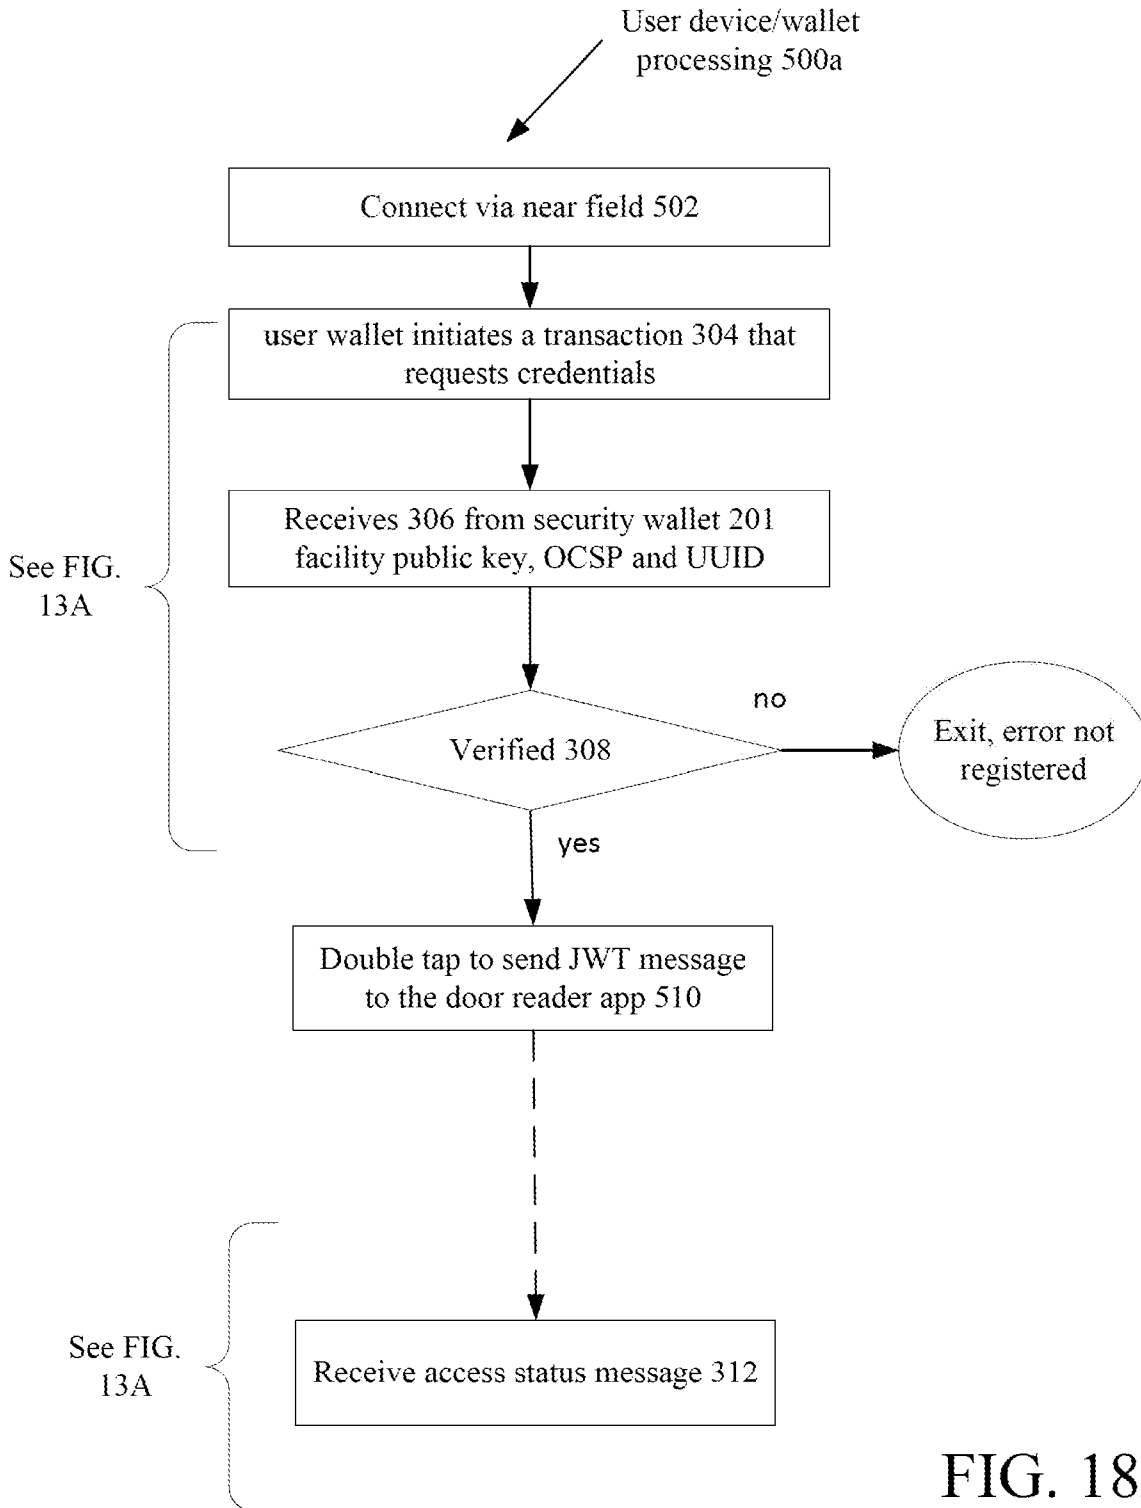 User device/wallet
processing 500a
Connect via near field 502
user wallet initiates a transaction 304 that
requests credentials
Receives 306 from security wallet 201
facility public key, OCSP and UUID
See FIG.
13A
Verified 308
no
Exit, error not
registered
yes
Double tap to send JWT message
to the door reader app 510
See FIG.
13A
Receive access status message 312
FIG. 18